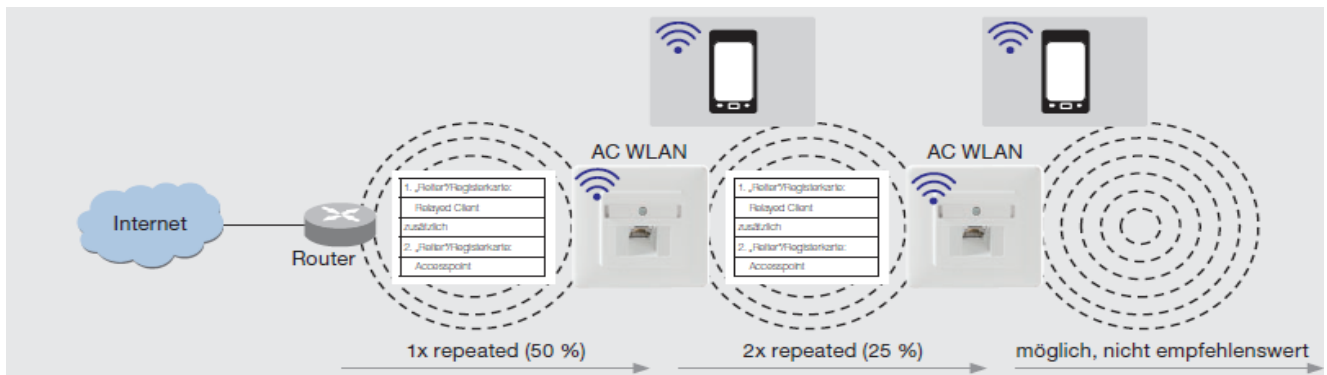 AC WLAN
AC WLAN
1. „Reiter“/Registerkarte:
Relayed Client
zusätzlich
2. „Reiter“/Registerkarte:
Accesspoint
1. „Reiter“/Registerkarte:
Relayed Client
zusätzlich
2. „Reiter“/Registerkarte:
Accesspoint
Internet
Router
1x repeated (50 %)
2x repeated (25 %)
möglich, nicht empfehlenswert